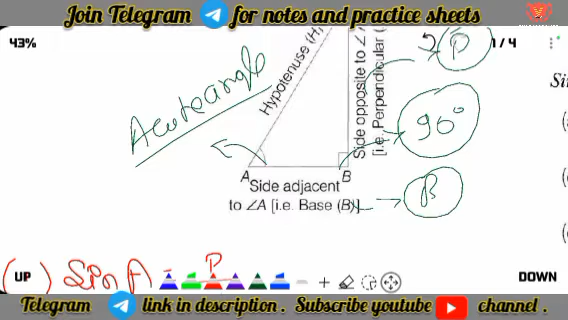 Join Telegram for notes and practice sheets
43%
1/4
Hypotenuse (H)
Side opposite to ∠
[i.e. Perpendicular (
P
90°
Acute angle
A
B
Side adjacent
to ∠A [i.e. Base (B)]
B
UP
( ) Sin A = P
DOWN
Telegram link in description . Subscribe youtube channel .